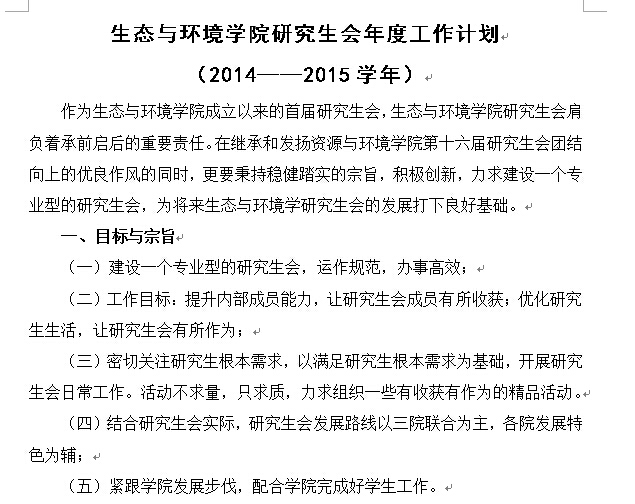 生态与环境学院研究生会年度工作计划
（2014——2015 学年）
作为生态与环境学院成立以来的首届研究生会，生态与环境学院研究生会肩
负着承前启后的重要责任。在继承和发扬资源与环境学院第十六届研究生会团结
向上的优良作风的同时，更要秉持稳健踏实的宗旨，积极创新，力求建设一个专
业型的研究生会，为将来生态与环境学研究生会的发展打下良好基础。
一、目标与宗旨
（一）建设一个专业型的研究生会，运作规范，办事高效；
（二）工作目标：提升内部成员能力，让研究生会成员有所收获；优化研究
生生活，让研究生会有所作为；
（三）密切关注研究生根本需求，以满足研究生根本需求为基础，开展研究
生会日常工作。活动不求量，只求质，力求组织一些有收获有作为的精品活动。
（四）结合研究生会实际，研究生会发展路线以三院联合为主，各院发展特
色为辅；
（五）紧跟学院发展步伐，配合学院完成好学生工作。